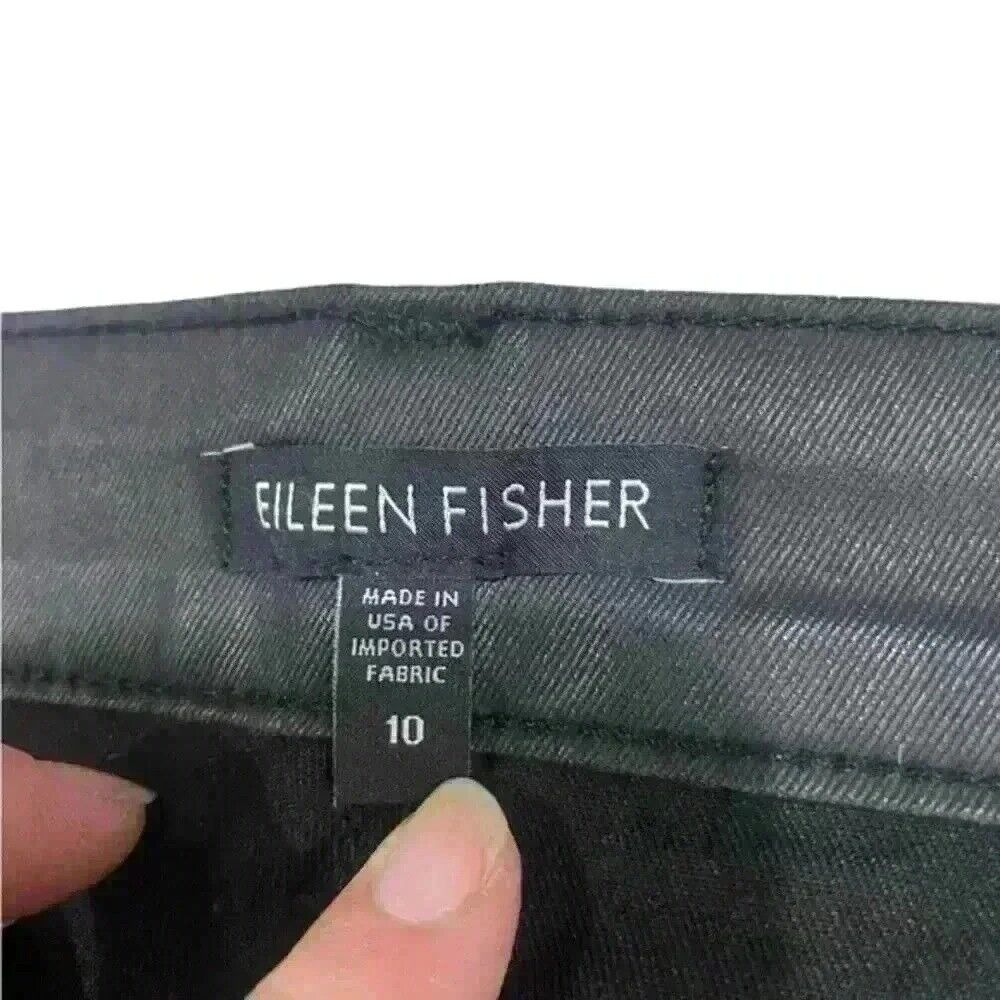 EILEEN FISHER
MADE IN
USA OF
IMPORTED
FABRIC
10